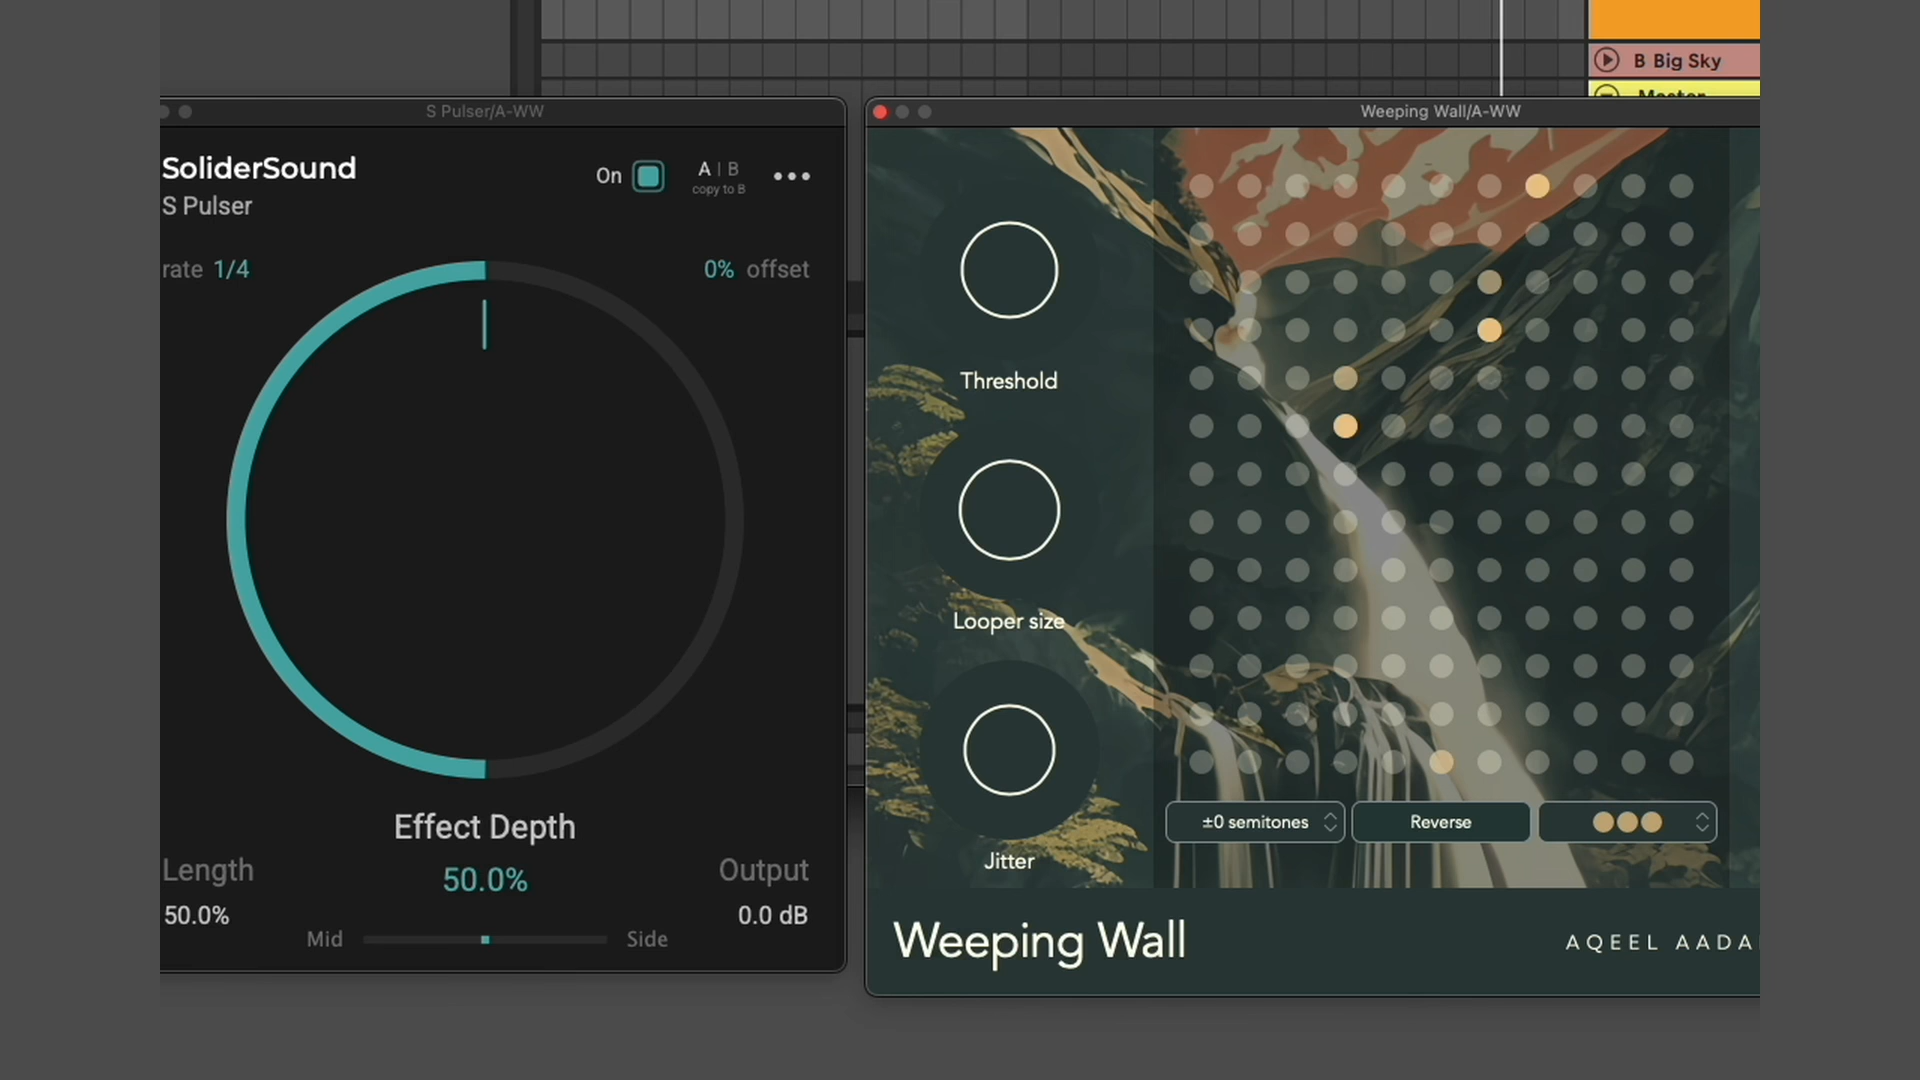 B Big Sky
Master
S Pulser/A-WW
Weeping Wall/A-WW
SoliderSound
S Pulser
On
A | B
copy to B
rate 1/4
0% offset
Effect Depth
50.0%
Length
50.0%
Output
0.0 dB
Mid
Side
Threshold
Looper size
Jitter
±0 semitones
Reverse
Weeping Wall
AQEEL AADA